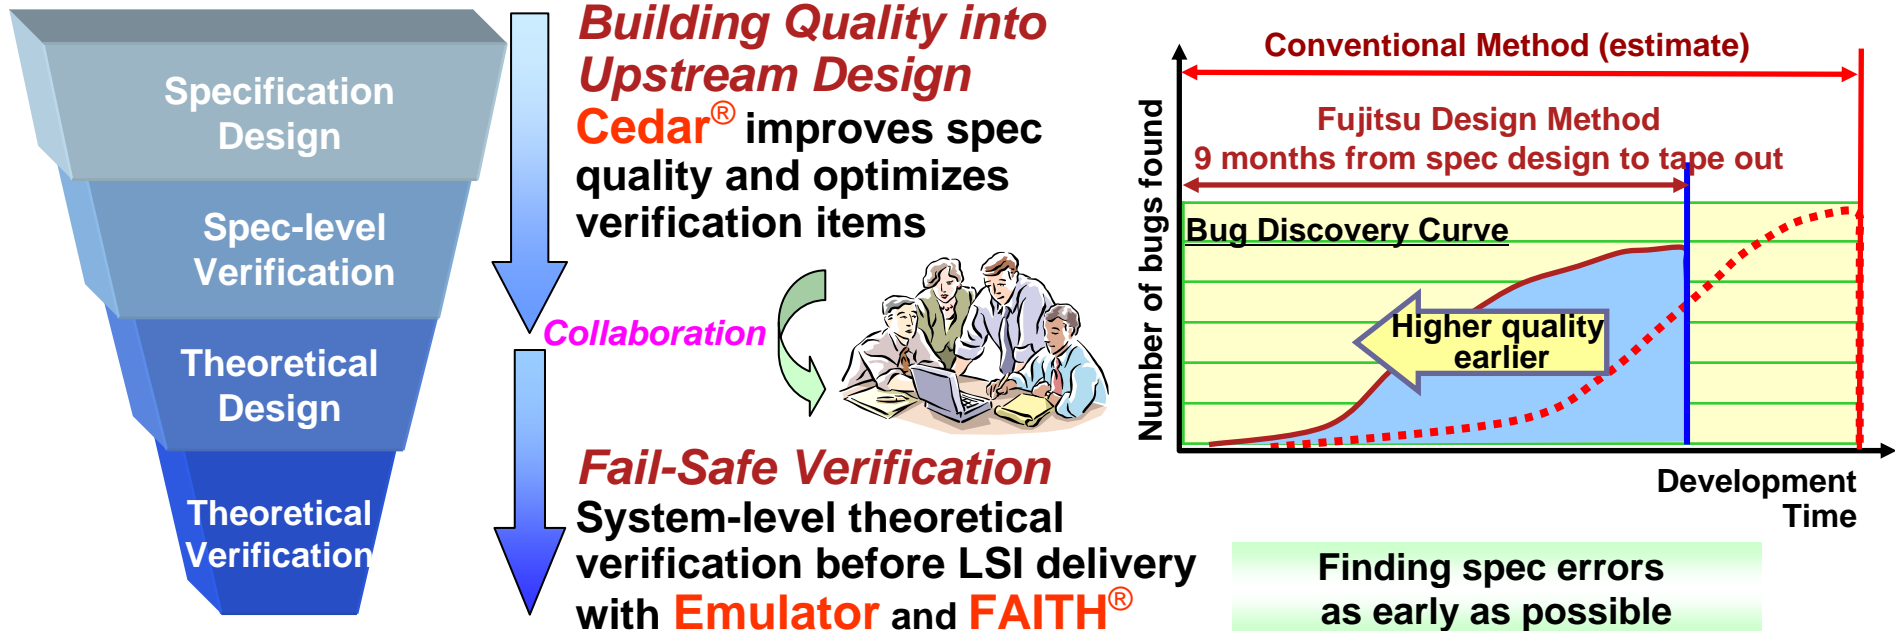 Specification
Design
Spec-level
Verification
Theoretical
Design
Theoretical
Verification
Building Quality into
Upstream Design
Cedar® improves spec
quality and optimizes
verification items
Collaboration
Fail-Safe Verification
System-level theoretical
verification before LSI delivery
with Emulator and FAITH®
Conventional Method (estimate)
Fujitsu Design Method
9 months from spec design to tape out
Number of bugs found
Bug Discovery Curve
Higher quality
earlier
Development
Time
Finding spec errors
as early as possible